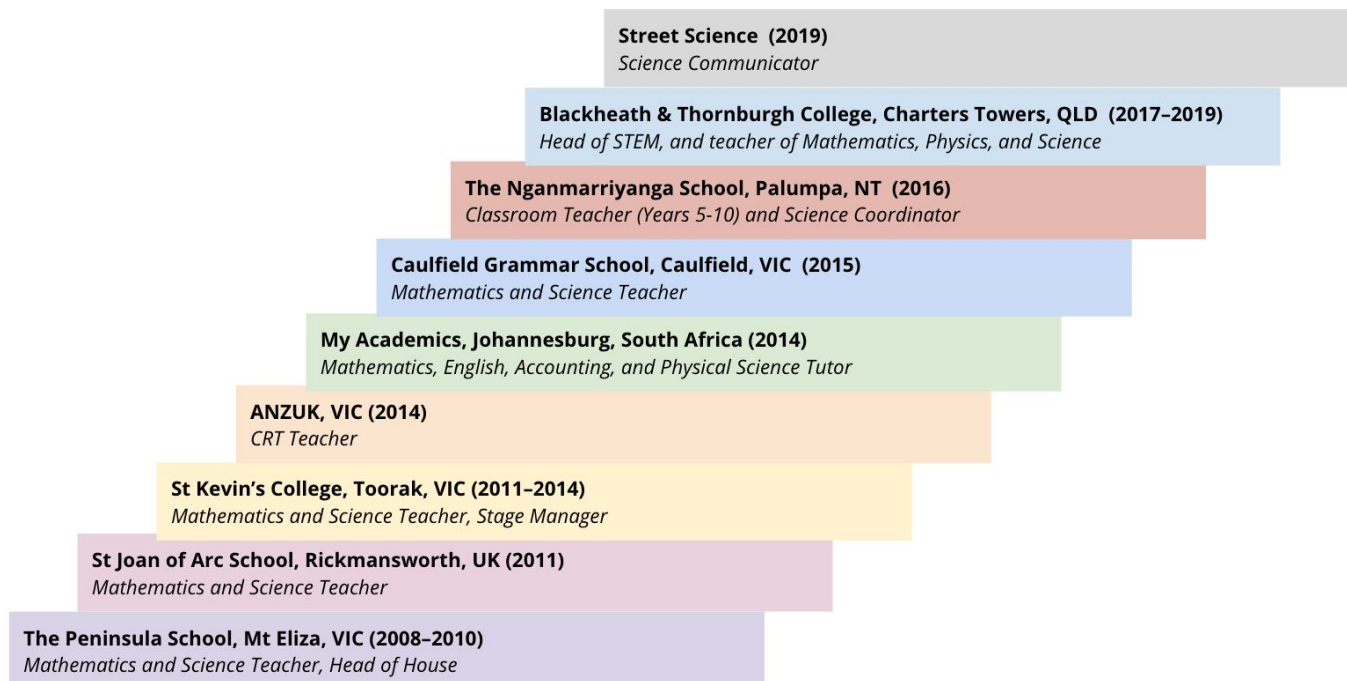 Street Science (2019)
Science Communicator
Blackheath & Thornburgh College, Charters Towers, QLD (2017–2019)
Head of STEM, and teacher of Mathematics, Physics, and Science
The Nganmarriyanga School, Palumpa, NT (2016)
Classroom Teacher (Years 5-10) and Science Coordinator
Caulfield Grammar School, Caulfield, VIC (2015)
Mathematics and Science Teacher
My Academics, Johannesburg, South Africa (2014)
Mathematics, English, Accounting, and Physical Science Tutor
ANZUK, VIC (2014)
CRT Teacher
St Kevin’s College, Toorak, VIC (2011–2014)
Mathematics and Science Teacher, Stage Manager
St Joan of Arc School, Rickmansworth, UK (2011)
Mathematics and Science Teacher
The Peninsula School, Mt Eliza, VIC (2008–2010)
Mathematics and Science Teacher, Head of House